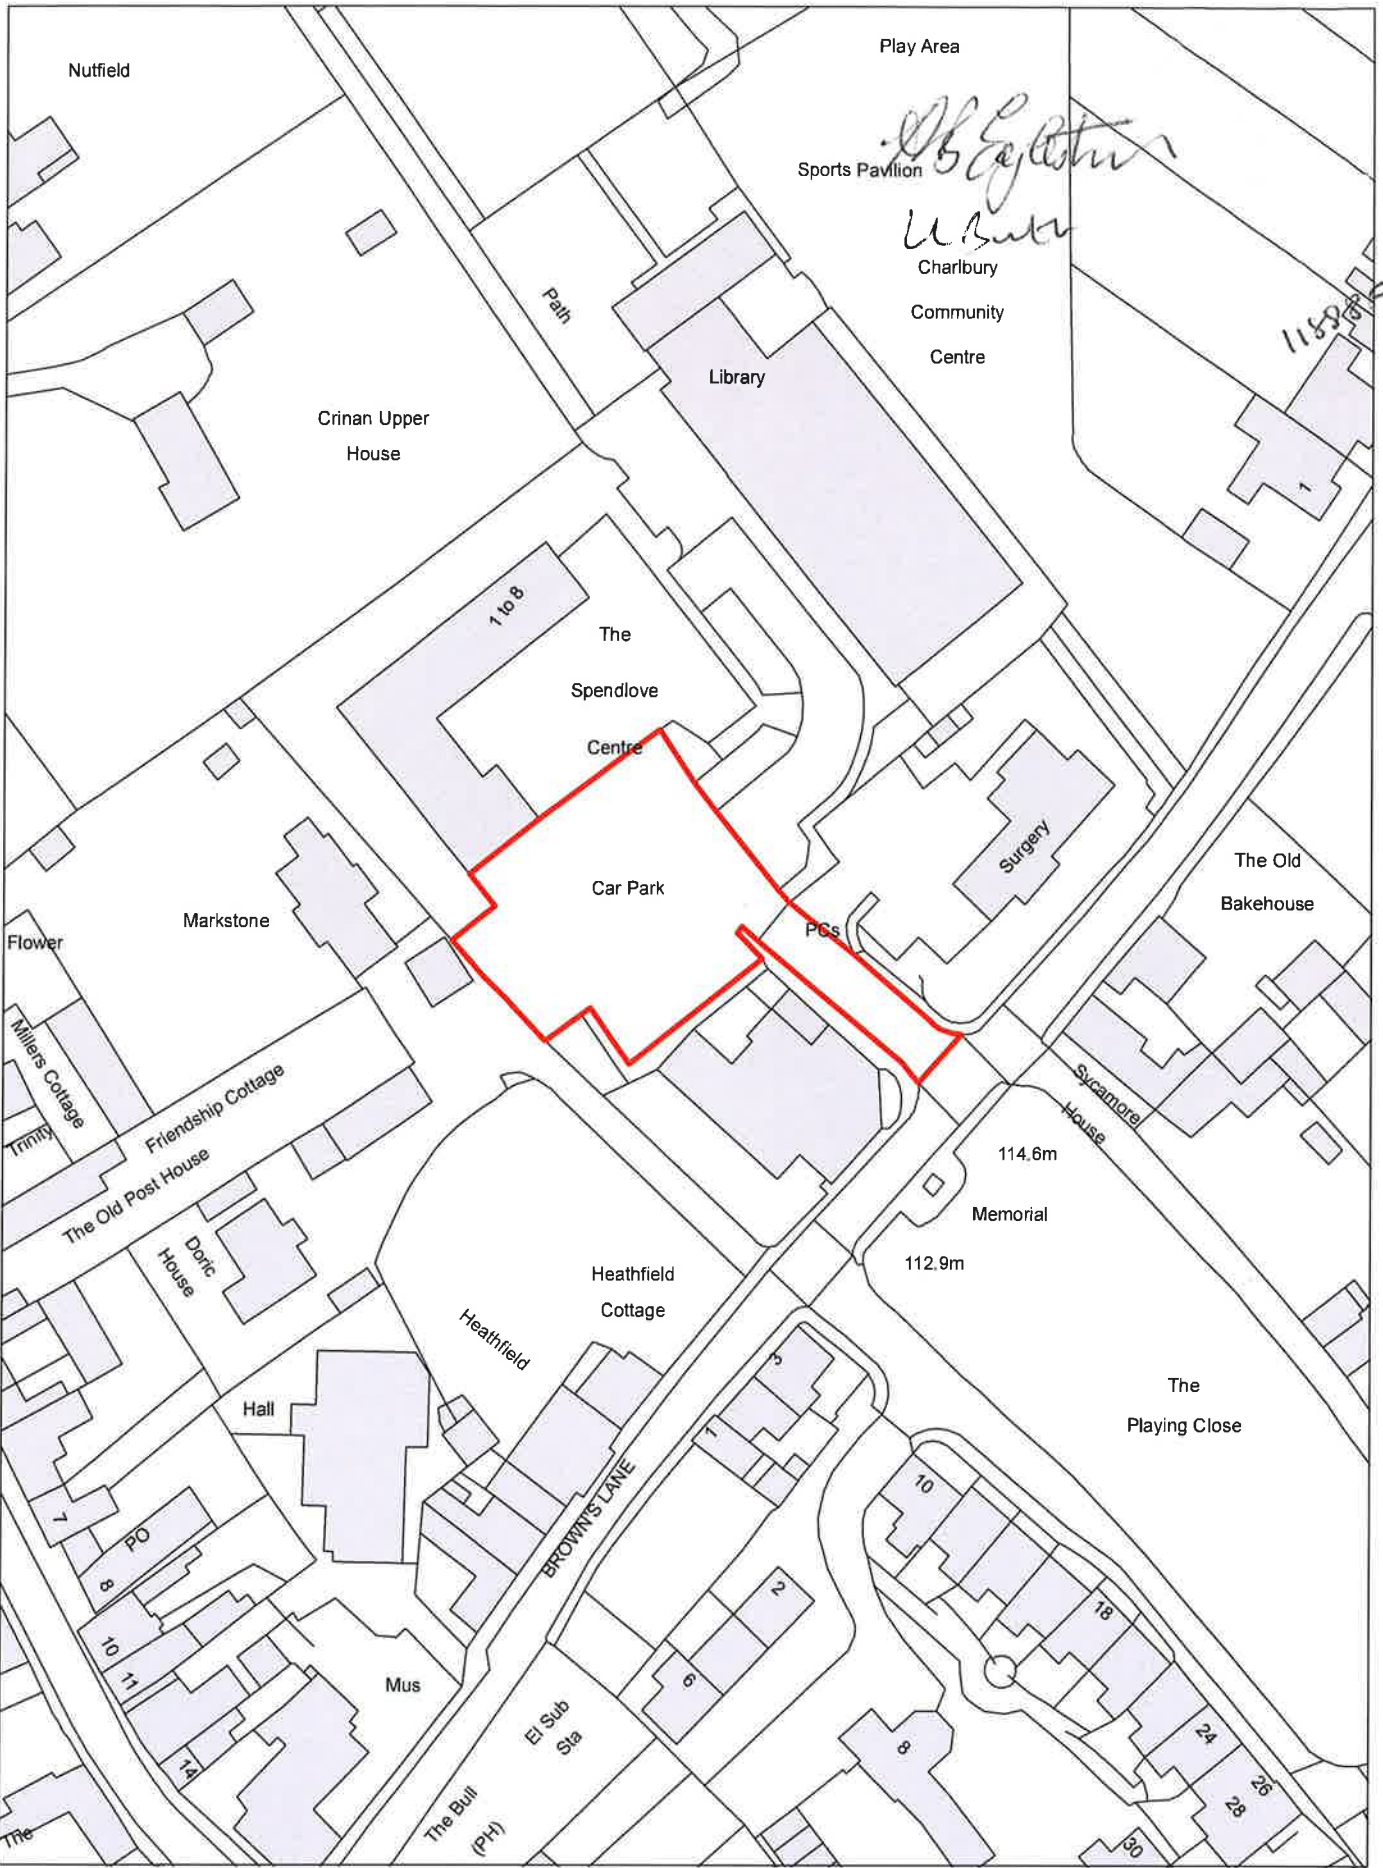 Play Area
Nutfield
Sports Pavilion
Charlbury
Community
Centre
Path
Library
Crinan Upper
House
1
1 to 8
The
Spendlove
Centre
Surgery
The Old
Bakehouse
Car Park
Markstone
PCs
Flower
Millers Cottage
Trinity
Friendship Cottage
The Old Post House
Sycamore
House
114.6m
Memorial
112.9m
Doric
House
Heathfield
Cottage
Heathfield
The
Playing Close
Hall
3
1
BROWN'S LANE
7
PO
8
10
11
14
10
18
24
26
28
30
2
6
8
Mus
El Sub
Sta
The Bull
(PH)
The